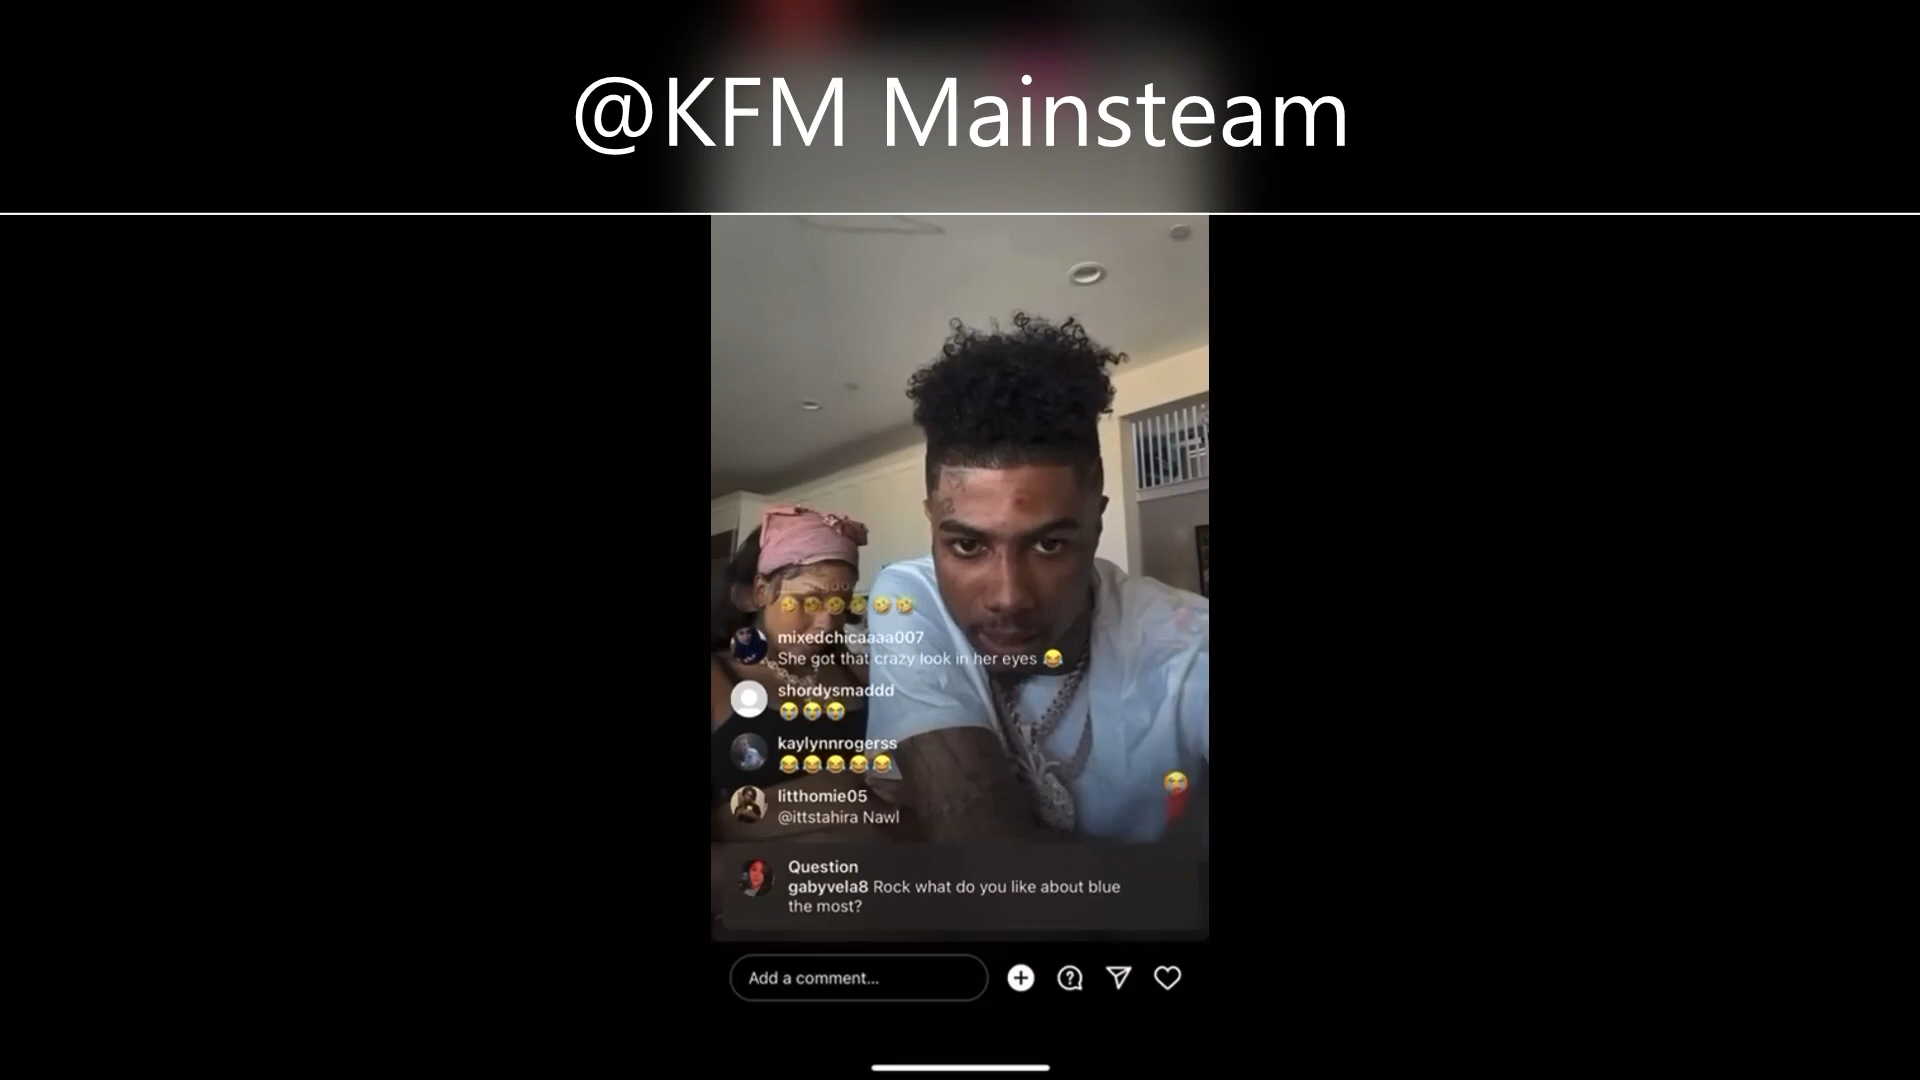 @KFM Mainsteam
mixedchicaaaa007
She got that crazy look in her eyes 😂
shordysmaddd
😭😭😭
kaylynnrogerss
😂😂😂😂😂
litthomie05
@ittstahira Nawl
Question
gabyvela8 Rock what do you like about blue
the most?
Add a comment...